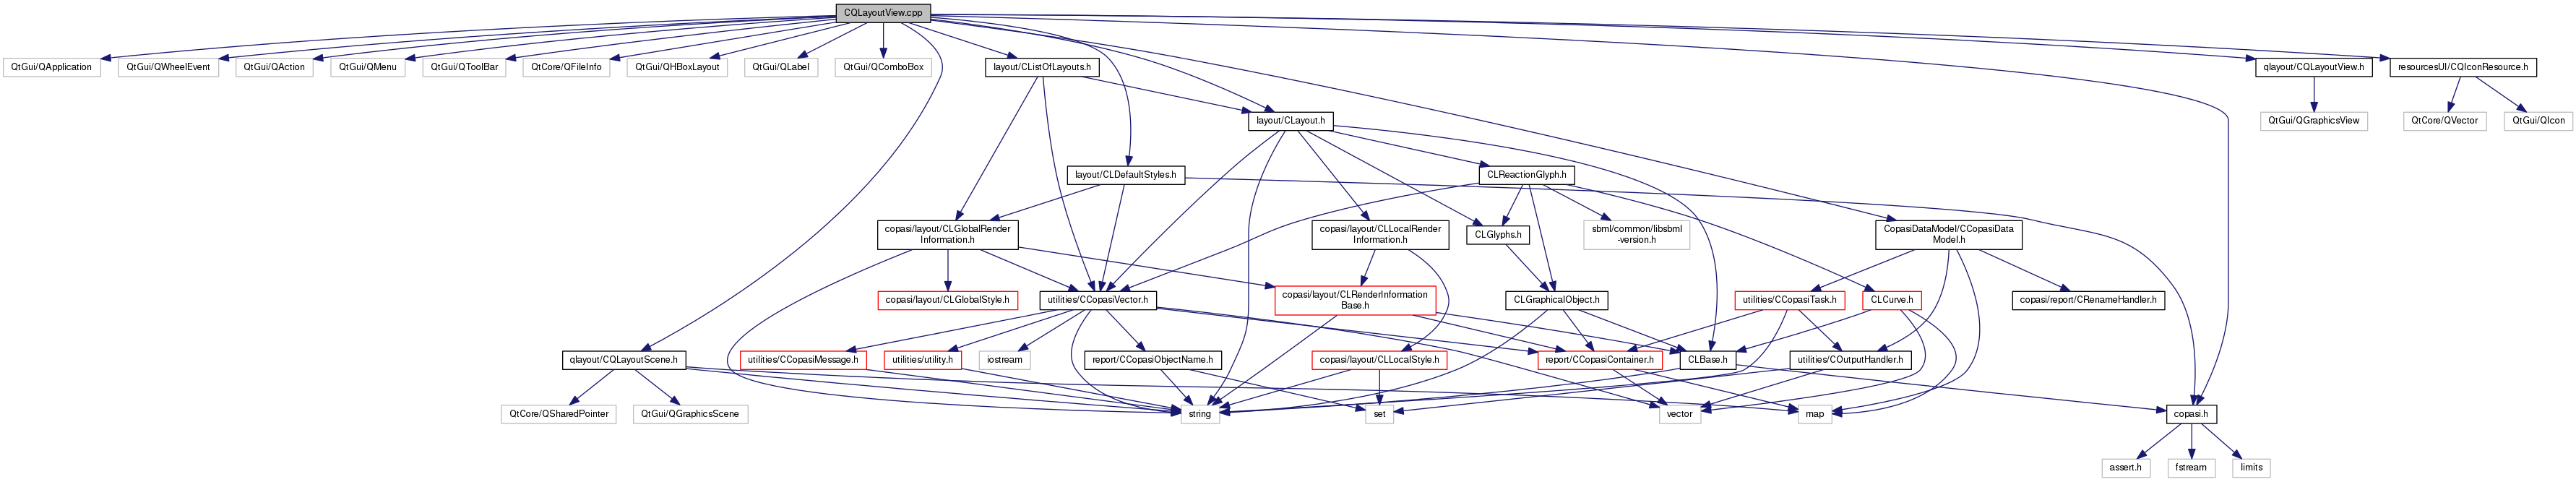 CQLayoutView.cpp
QtGui/QApplication
QtGui/QWheelEvent
QtGui/QAction
QtGui/QMenu
QtGui/QToolBar
QtCore/QFileInfo
QtGui/QHBoxLayout
QtGui/QLabel
QtGui/QComboBox
layout/CListOfLayouts.h
qlayout/CQLayoutView.h
resourcesUI/CQIconResource.h
layout/CLayout.h
QtGui/QGraphicsView
QtCore/QVector
QtGui/QIcon
layout/CLDefaultStyles.h
CLReactionGlyph.h
copasi/layout/CLGlobalRender
Information.h
copasi/layout/CLLocalRender
Information.h
CLGlyphs.h
sbml/common/libsbml
-version.h
CopasiDataModel/CCopasiData
Model.h
copasi/layout/CLGlobalStyle.h
utilities/CCopasiVector.h
copasi/layout/CLRenderInformation
Base.h
CLGraphicalObject.h
utilities/CCopasiTask.h
CLCurve.h
copasi/report/CRenameHandler.h
qlayout/CQLayoutScene.h
utilities/CCopasiMessage.h
utilities/utility.h
iostream
report/CCopasiObjectName.h
copasi/layout/CLLocalStyle.h
report/CCopasiContainer.h
CLBase.h
utilities/COutputHandler.h
QtCore/QSharedPointer
QtGui/QGraphicsScene
string
set
vector
map
copasi.h
assert.h
fstream
limits